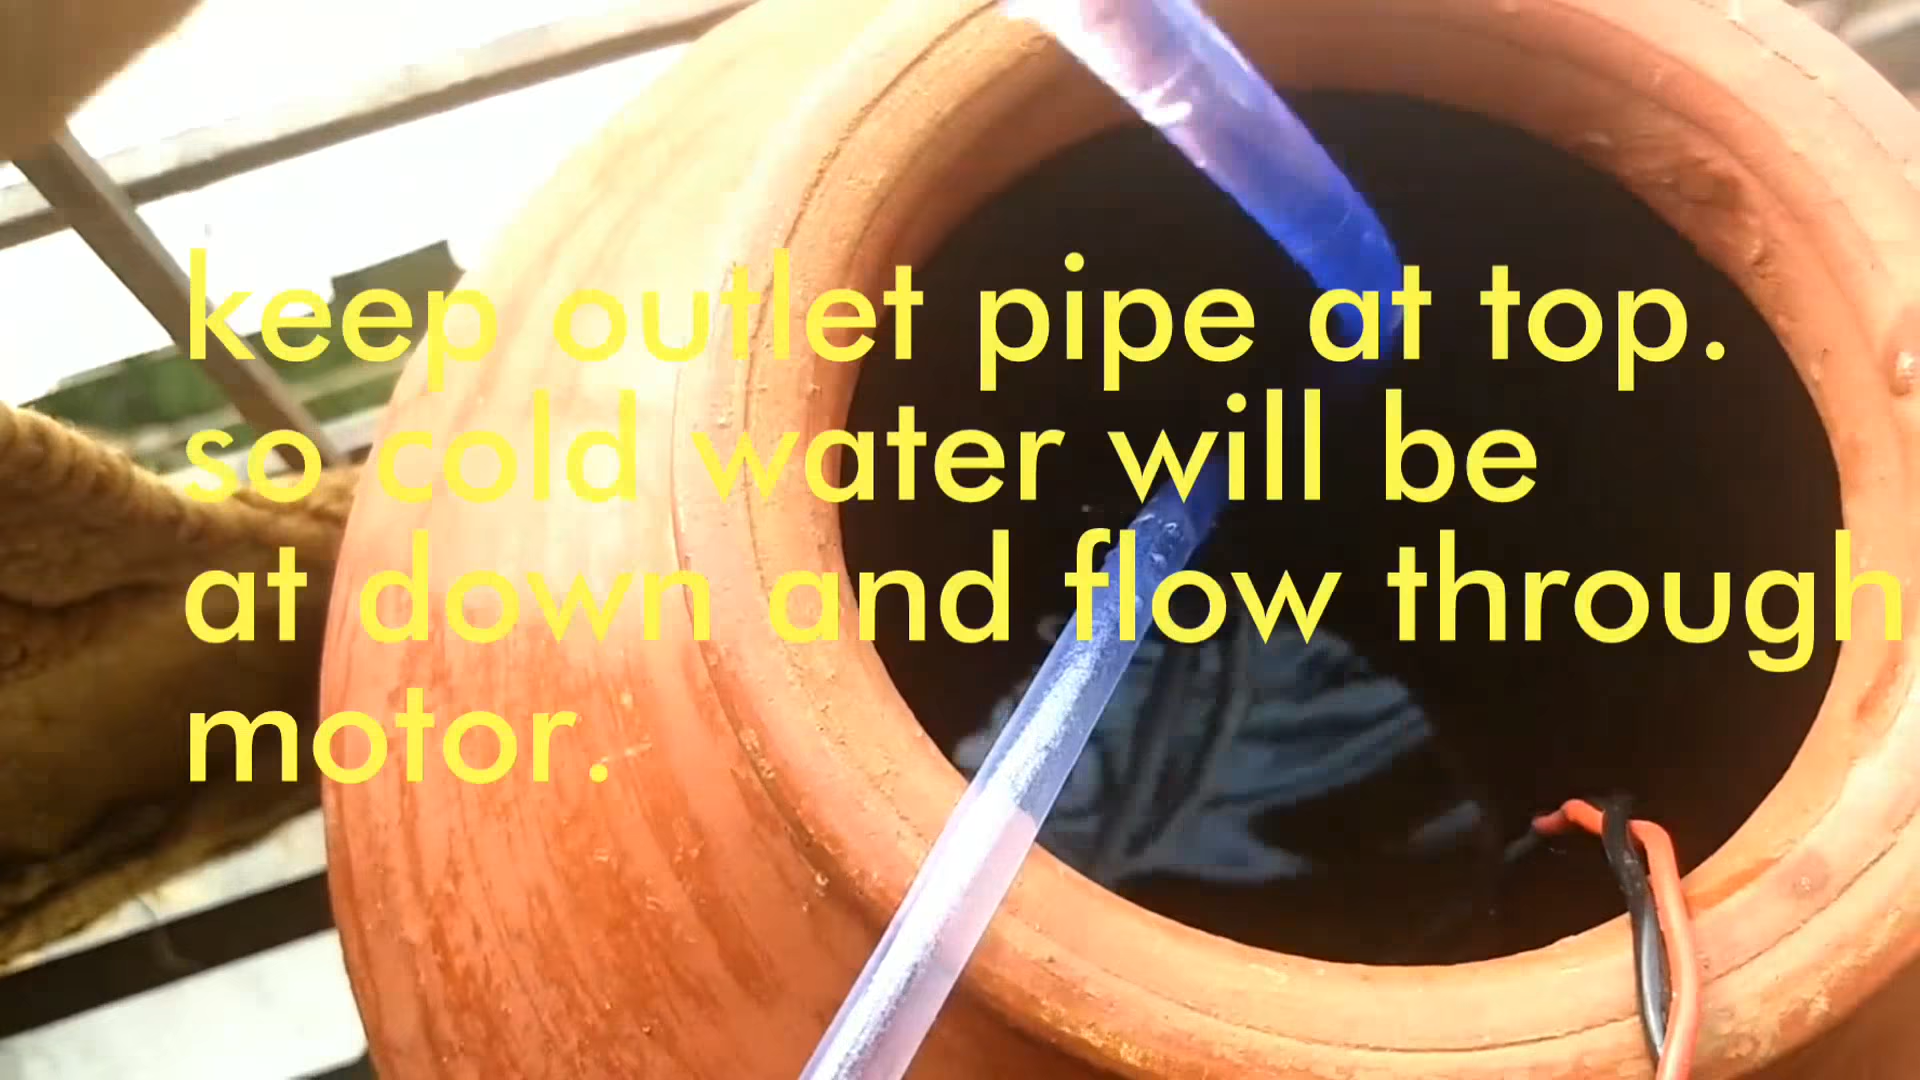 keep outlet pipe at top.
so cold water will be
at down and flow through
motor.